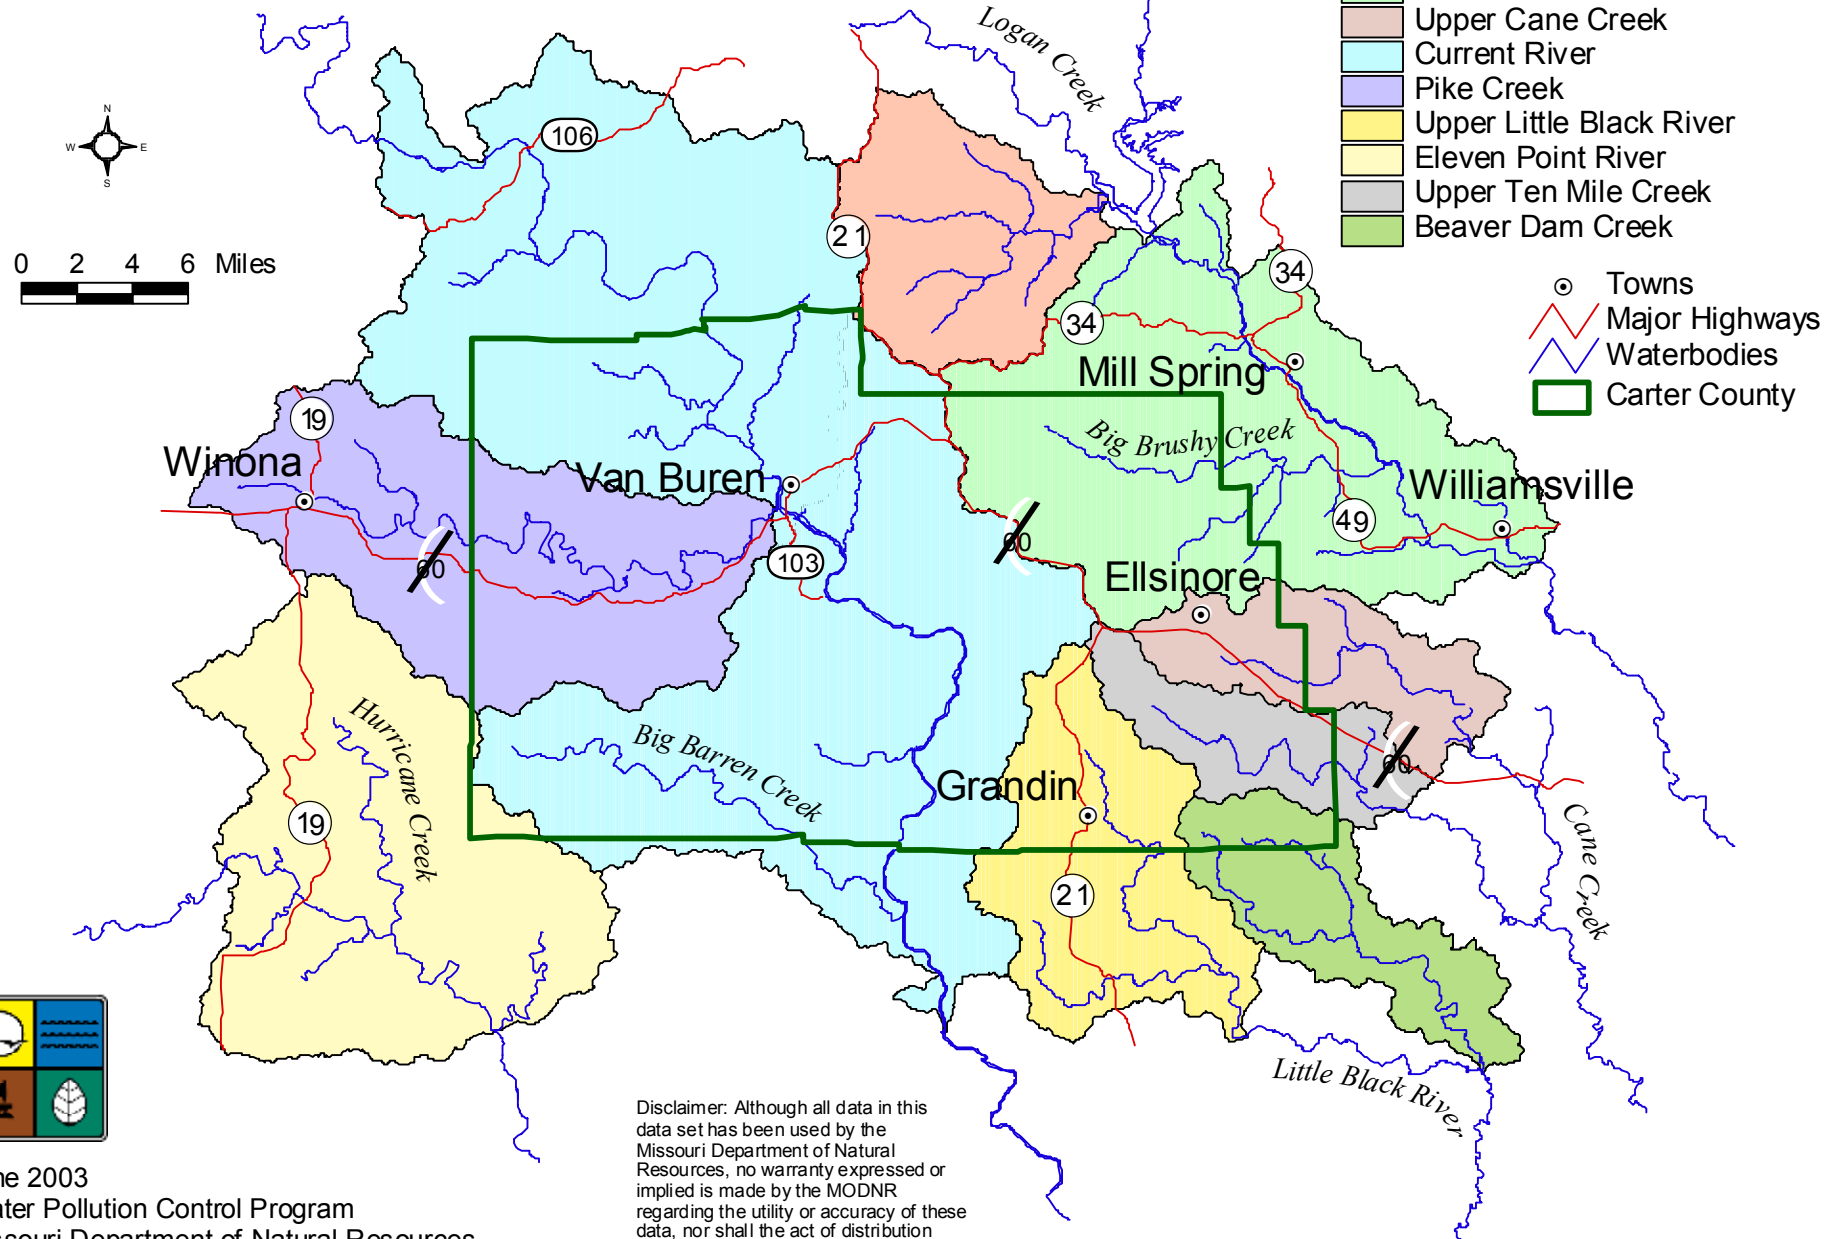 Upper Cane Creek
Current River
Pike Creek
Upper Little Black River
Eleven Point River
Upper Ten Mile Creek
Beaver Dam Creek
Towns
Major Highways
Waterbodies
Carter County
N
W E
S
0 2 4 6 Miles
Logan Creek
106
21
34
34
Mill Spring
19
Winona
Van Buren
Big Brushy Creek
Williamsville
49
60
60
103
Ellsinore
Hurricane Creek
Big Barren Creek
Grandin
60
19
21
Cane Creek
Little Black River
Disclaimer: Although all data in this
data set has been used by the
Missouri Department of Natural
Resources, no warranty expressed or
implied is made by the MODNR
regarding the utility or accuracy of these
data, nor shall the act of distribution
ne 2003
ater Pollution Control Program
ssouri Department of Natural Resources